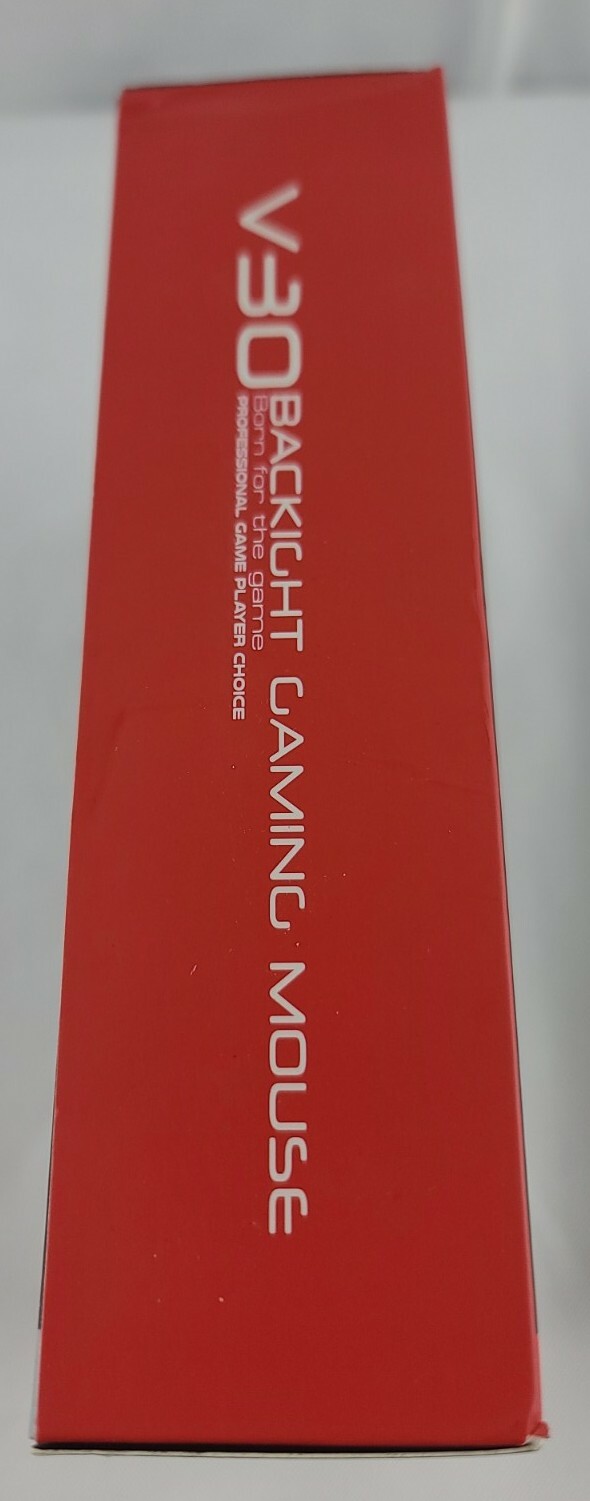 V30
BACKIGHT GAMING MOUSE
Born for the game
PROFESSIONAL GAME PLAYER CHOICE